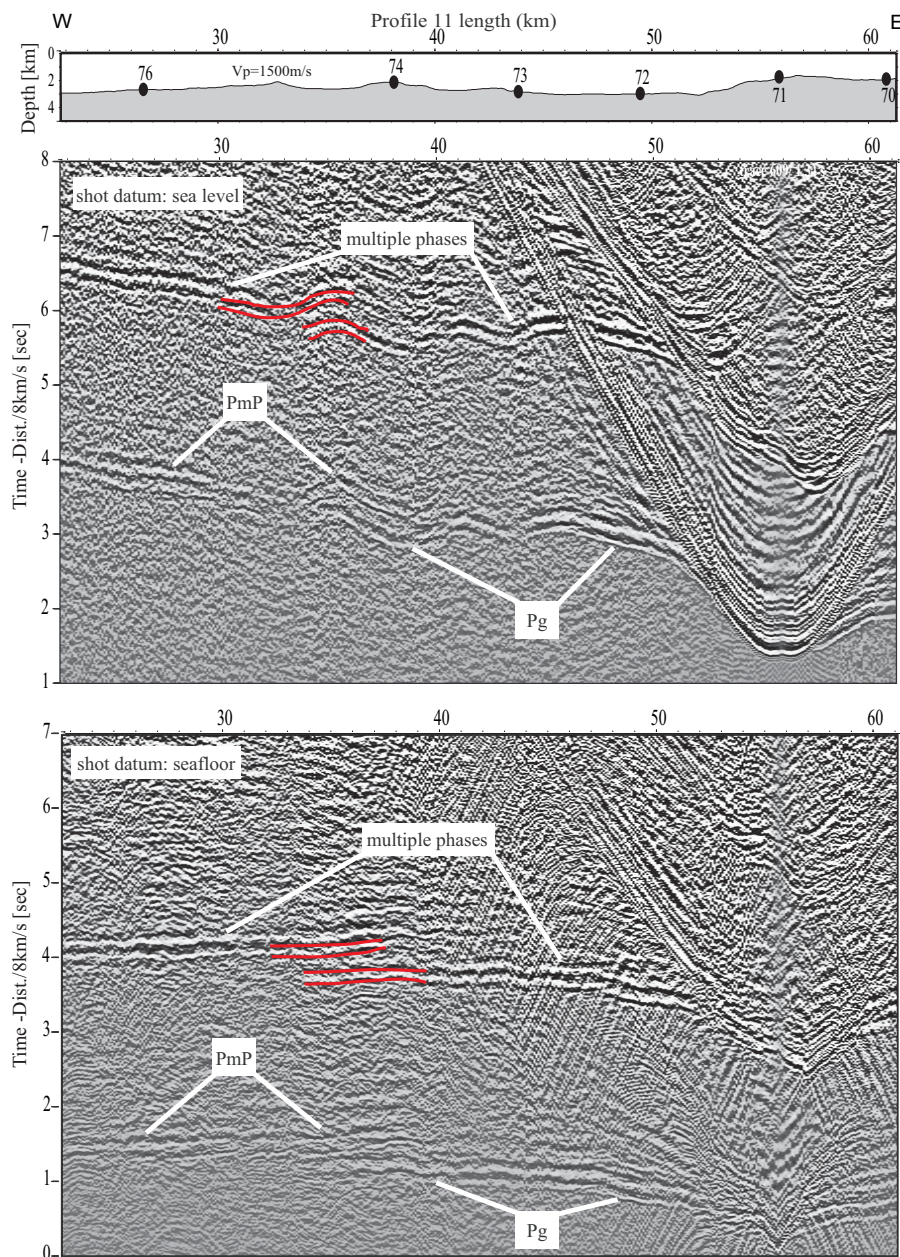 W Profile 11 length (km) E
30 40 50 60
Depth [km]
0
2
4
76 Vp=1500m/s 74 73 72 71 70
30 40 50 60
Time -Dist./8km/s [sec]
8
7
6
5
4
3
2
1
shot datum: sea level
multiple phases
PmP
Pg
30 40 50 60
Time -Dist./8km/s [sec]
7
6
5
4
3
2
1
0
shot datum: seafloor
multiple phases
PmP
Pg